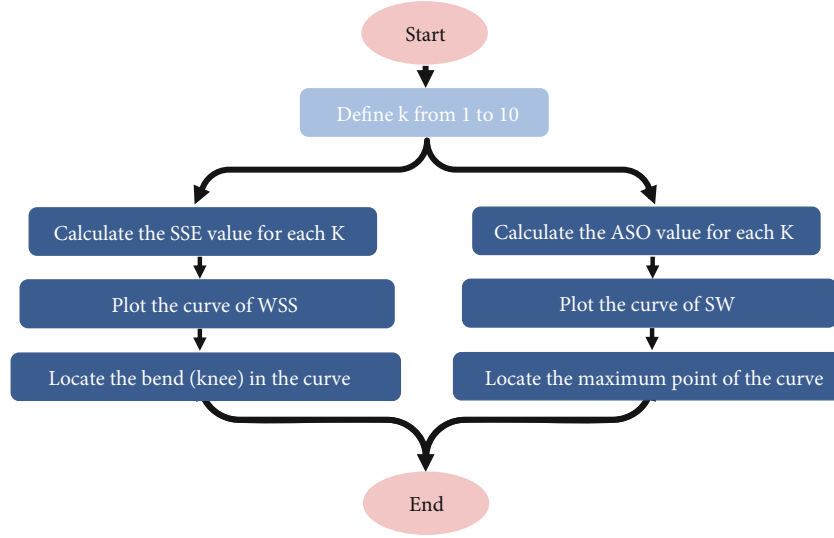 Start
Define k from 1 to 10
Calculate the SSE value for each K
Plot the curve of WSS
Locate the bend (knee) in the curve
Calculate the ASO value for each K
Plot the curve of SW
Locate the maximum point of the curve
End